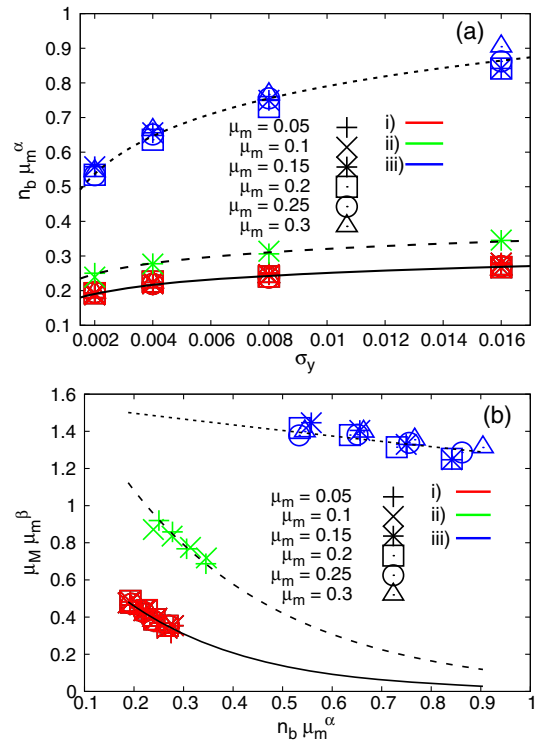 (a)
1
0.9
0.8
0.7
0.6
0.5
0.4
0.3
0.2
0.1
n_b μ_m^α
μ_m = 0.05
μ_m = 0.1
μ_m = 0.15
μ_m = 0.2
μ_m = 0.25
μ_m = 0.3
i)
ii)
iii)
0.002 0.004 0.006 0.008 0.010 0.012 0.014 0.016
σ_y
(b)
1.6
1.4
1.2
1
0.8
0.6
0.4
0.2
0
μ_M μ_m^β
μ_m = 0.05
μ_m = 0.1
μ_m = 0.15
μ_m = 0.2
μ_m = 0.25
μ_m = 0.3
i)
ii)
iii)
0.1 0.2 0.3 0.4 0.5 0.6 0.7 0.8 0.9 1
n_b μ_m^α